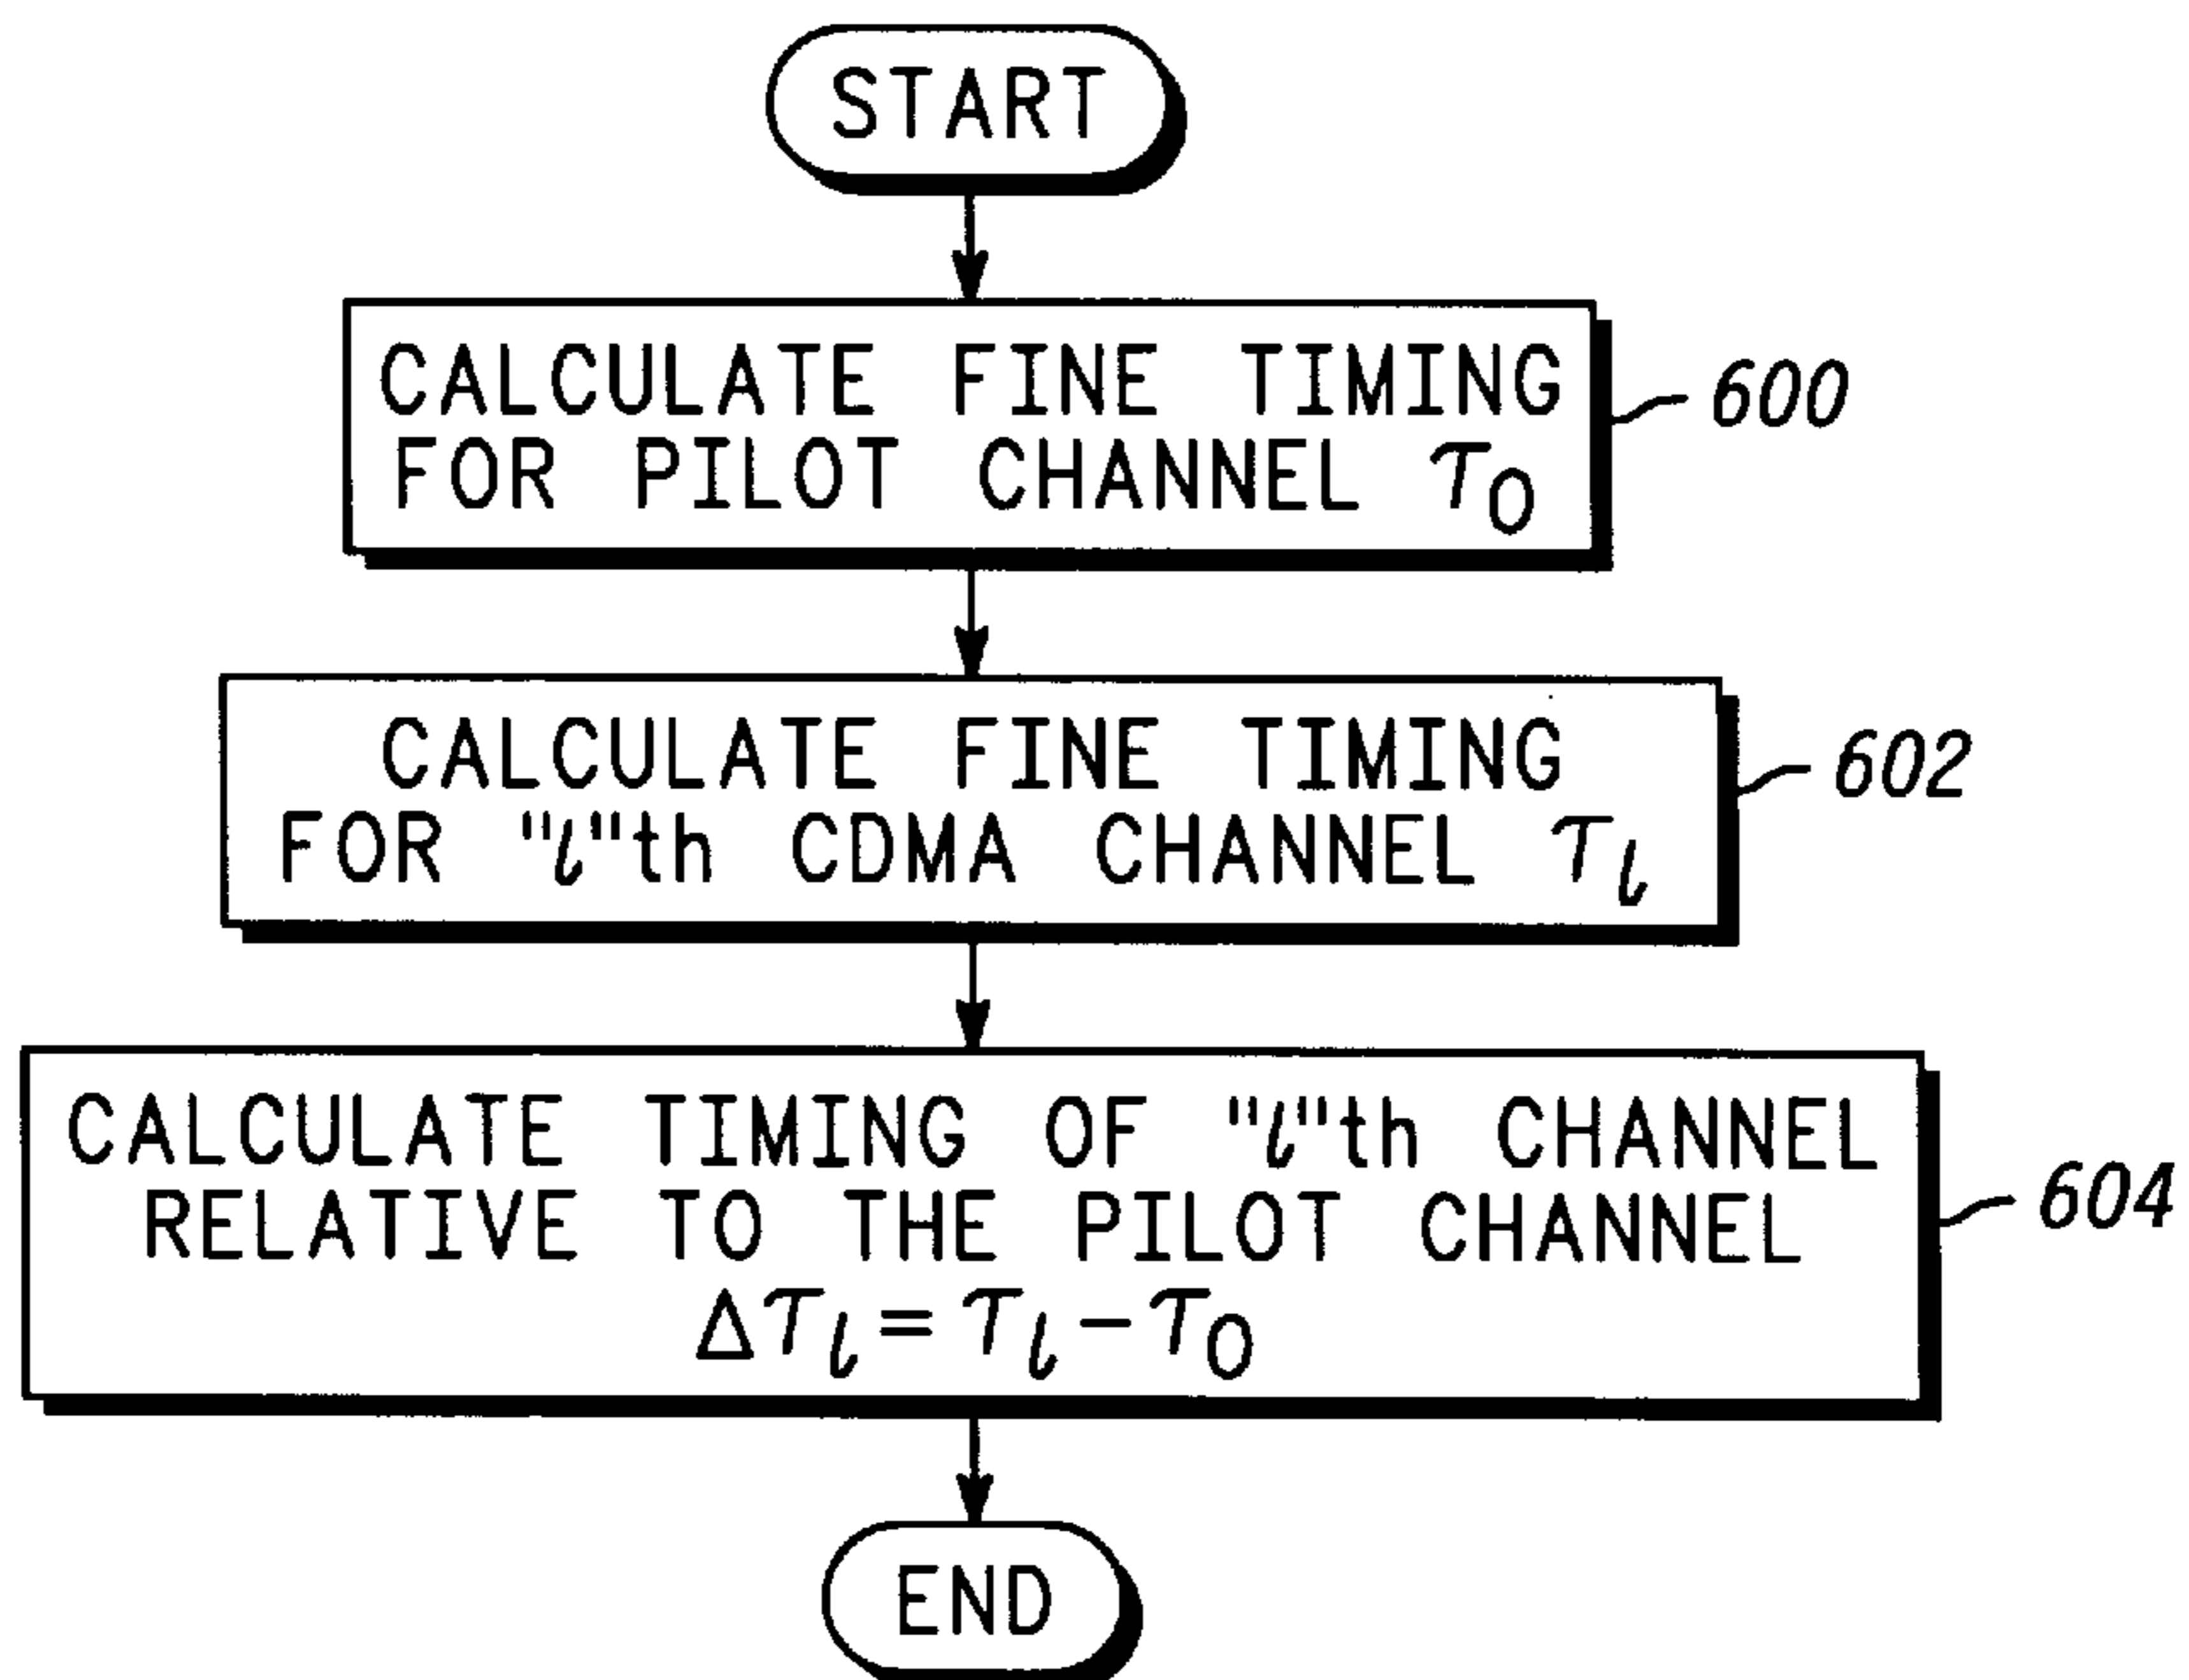 START
CALCULATE FINE TIMING
FOR PILOT CHANNEL τ0
600
CALCULATE FINE TIMING
FOR "l"th CDMA CHANNEL τl
602
CALCULATE TIMING OF "l"th CHANNEL
RELATIVE TO THE PILOT CHANNEL
Δτl = τl − τ0
604
END